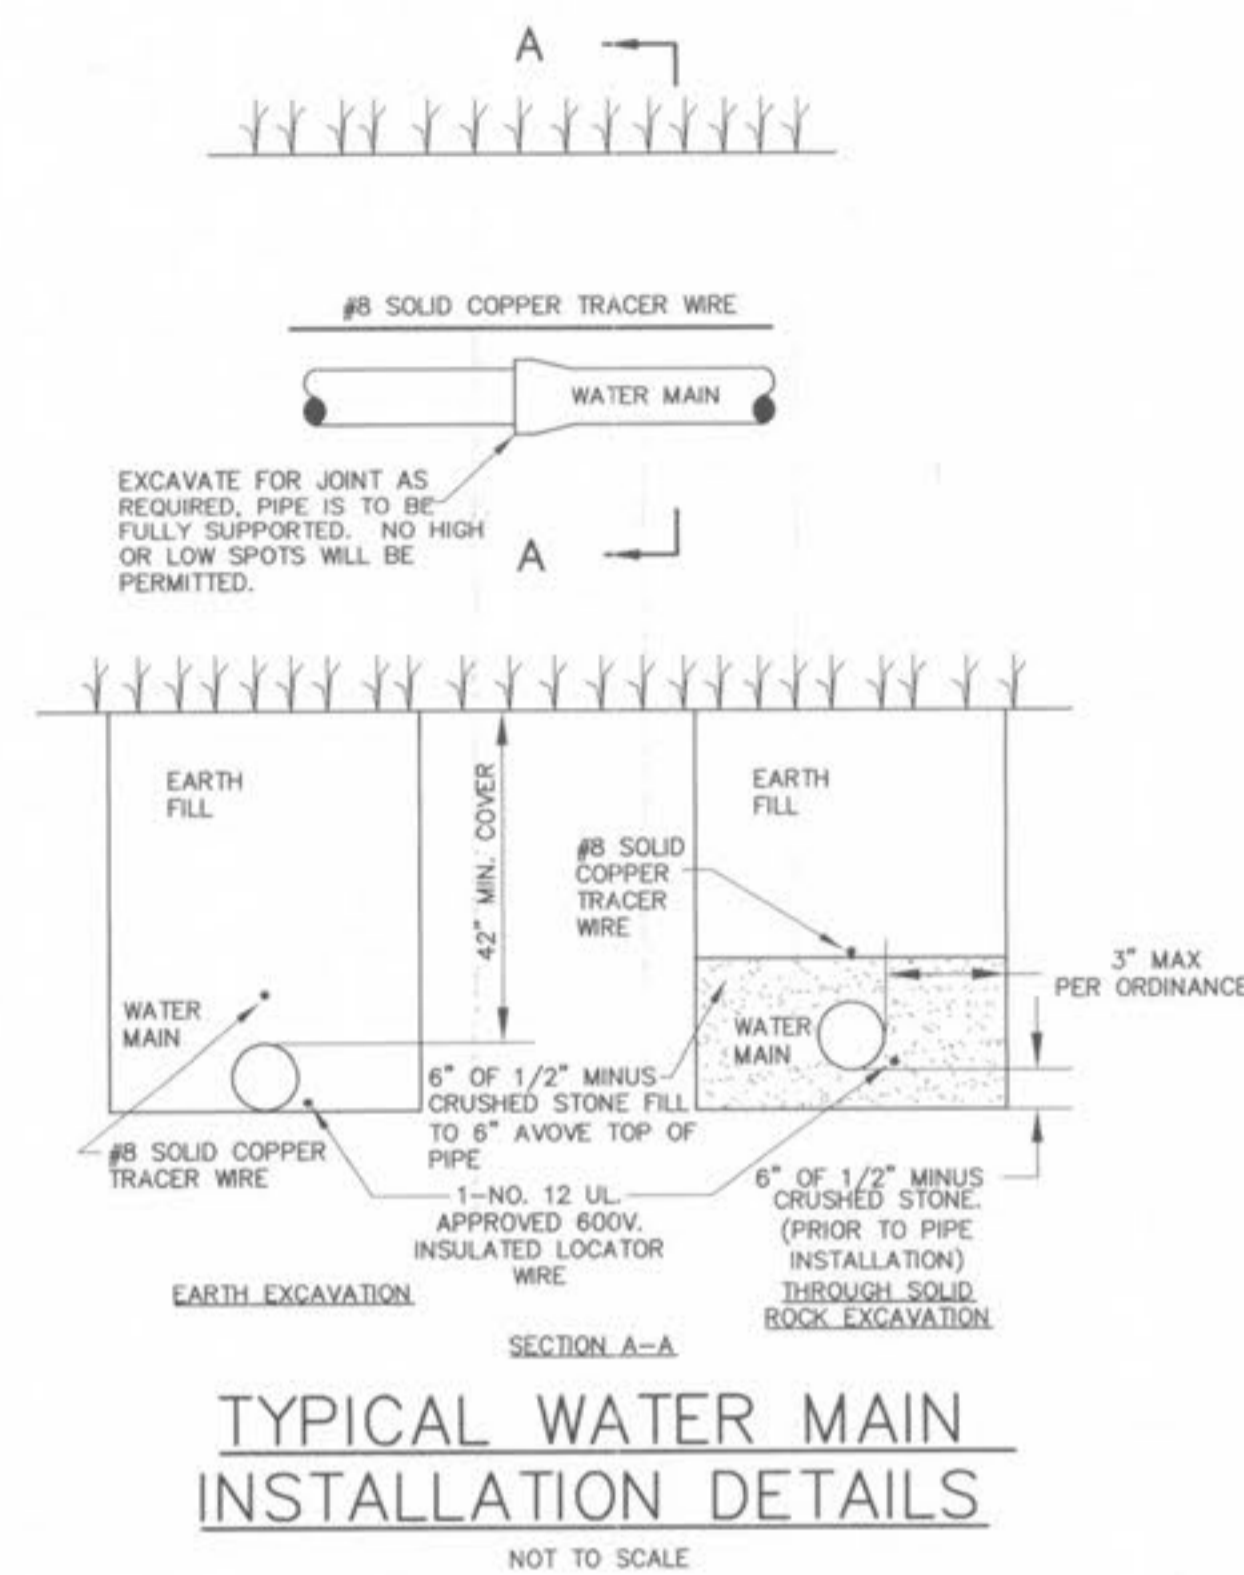 A
#8 SOLID COPPER TRACER WIRE
WATER MAIN
EXCAVATE FOR JOINT AS
REQUIRED, PIPE IS TO BE
FULLY SUPPORTED. NO HIGH
OR LOW SPOTS WILL BE
PERMITTED.
A
EARTH
FILL
42" MIN. COVER
EARTH
FILL
#8 SOLID
COPPER
TRACER
WIRE
3" MAX
PER ORDINANCE
WATER
MAIN
WATER
MAIN
6" OF 1/2" MINUS
CRUSHED STONE FILL
TO 6" AVOVE TOP OF
PIPE
#8 SOLID COPPER
TRACER WIRE
1-NO. 12 UL.
APPROVED 600V.
INSULATED LOCATOR
WIRE
6" OF 1/2" MINUS
CRUSHED STONE.
(PRIOR TO PIPE
INSTALLATION)
EARTH EXCAVATION
THROUGH SOLID
ROCK EXCAVATION
SECTION A-A
TYPICAL WATER MAIN
INSTALLATION DETAILS
NOT TO SCALE